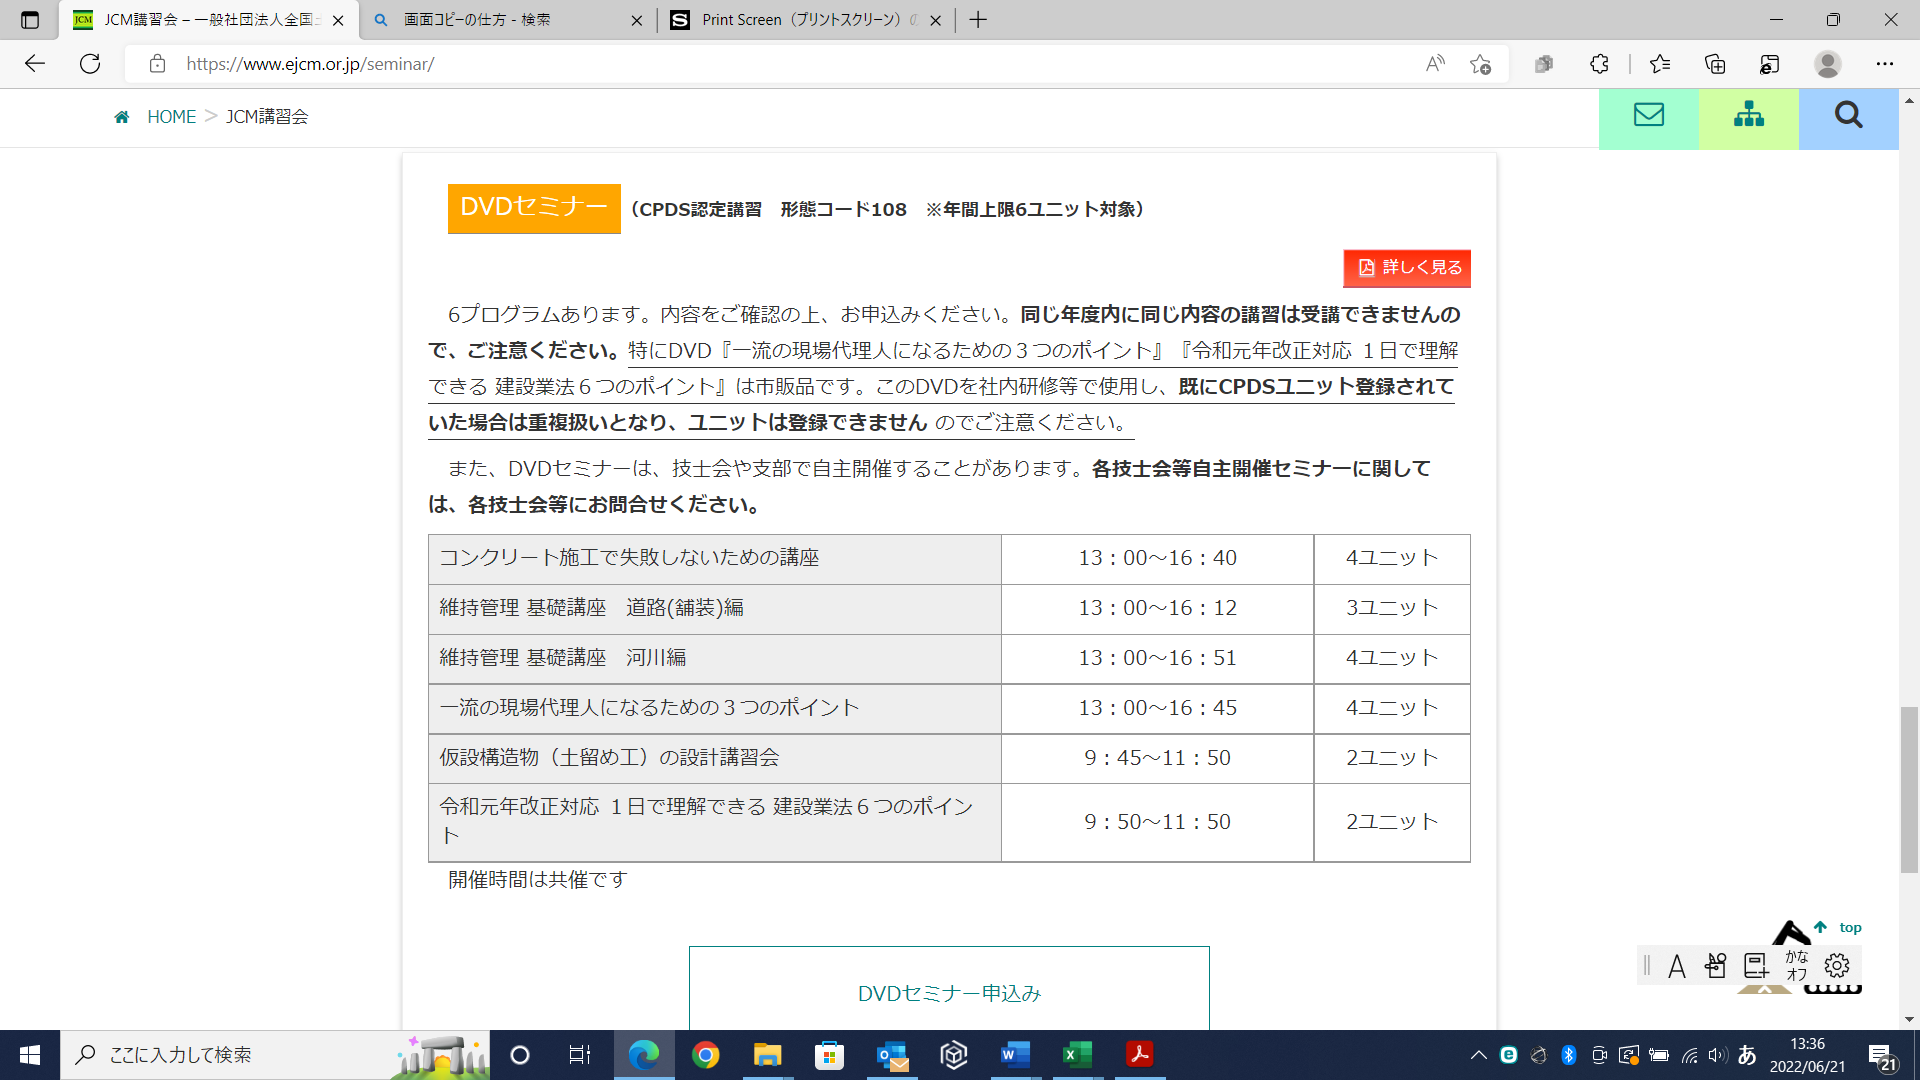 JCM講習会 – 一般社団法人全国土
画面コピーの仕方 - 検索
Print Screen（プリントスクリーン）の
https://www.ejcm.or.jp/seminar/
HOME > JCM講習会
DVDセミナー （CPDS認定講習　形態コード108　※年間上限6ユニット対象）
詳しく見る
6プログラムあります。内容をご確認の上、お申込みください。同じ年度内に同じ内容の講習は受講できませんの
で、ご注意ください。特にDVD『一流の現場代理人になるための３つのポイント』『令和元年改正対応 １日で理解
できる 建設業法６つのポイント』は市販品です。このDVDを社内研修等で使用し、既にCPDSユニット登録されて
いた場合は重複扱いとなり、ユニットは登録できません のでご注意ください。
また、DVDセミナーは、技士会や支部で自主開催することがあります。各技士会等自主開催セミナーに関して
は、各技士会等にお問合せください。
コンクリート施工で失敗しないための講座 13：00～16：40 4ユニット
維持管理 基礎講座　道路(舗装)編 13：00～16：12 3ユニット
維持管理 基礎講座　河川編 13：00～16：51 4ユニット
一流の現場代理人になるための３つのポイント 13：00～16：45 4ユニット
仮設構造物（土留め工）の設計講習会 9：45～11：50 2ユニット
令和元年改正対応 １日で理解できる 建設業法６つのポイン
ト 9：50～11：50 2ユニット
開催時間は共催です
top
A かな
オフ
DVDセミナー申込み
ここに入力して検索
あ
13:36
2022/06/21
21